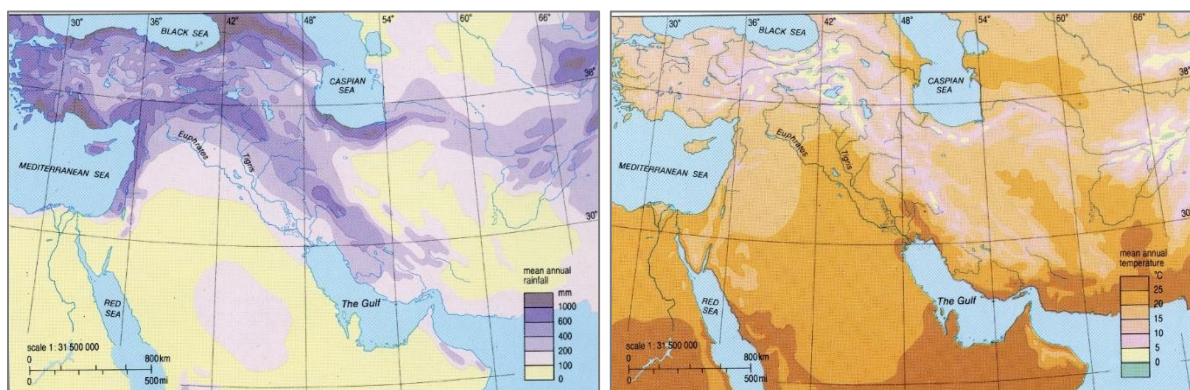 30°
36°
42°
48°
54°
60°
66°
BLACK SEA
CASPIAN
SEA
38°
MEDITERRANEAN SEA
Euphrates
Tigris
30°
RED
SEA
The Gulf
mean annual
rainfall
mm
1000
600
400
200
100
0
scale 1: 31 500 000
0
800km
0
500mi
30°
36°
42°
48°
54°
60°
66°
BLACK SEA
CASPIAN
SEA
38°
MEDITERRANEAN SEA
Euphrates
Tigris
30°
RED
SEA
The Gulf
mean annual
temperature
°C
25
20
15
10
5
0
scale 1: 31 500 000
0
800km
0
500mi